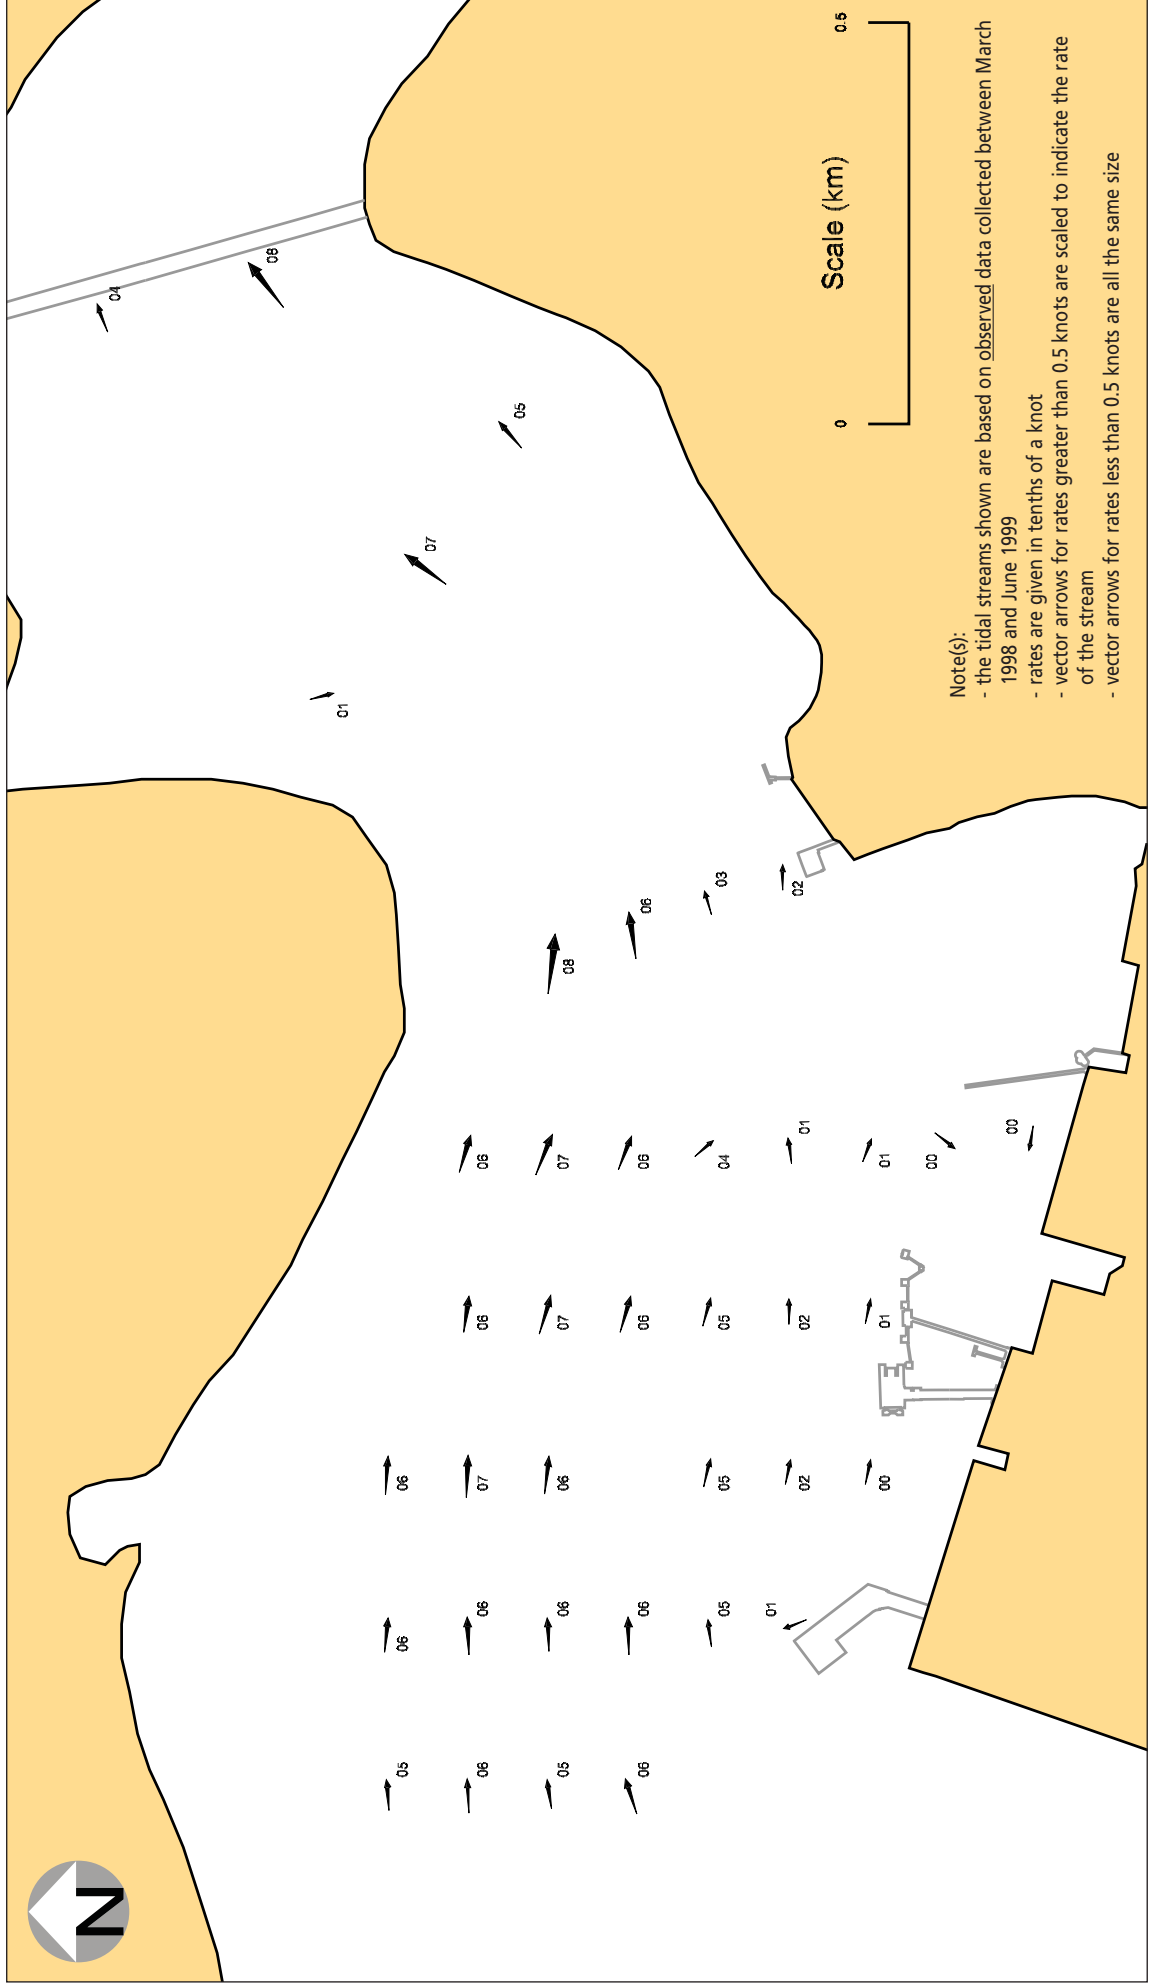 N
04
08
01
05 06 06
07
06 06 07 06 06
05
05 06 06 07 07 08
06 06 06 06 06
05 05 05 04 03
01
02 02 01 02
00 01 01
00
00
Scale (km)
0 0.5
Note(s):
- the tidal streams shown are based on observed data collected between March
1998 and June 1999
- rates are given in tenths of a knot
- vector arrows for rates greater than 0.5 knots are scaled to indicate the rate
of the stream
- vector arrows for rates less than 0.5 knots are all the same size